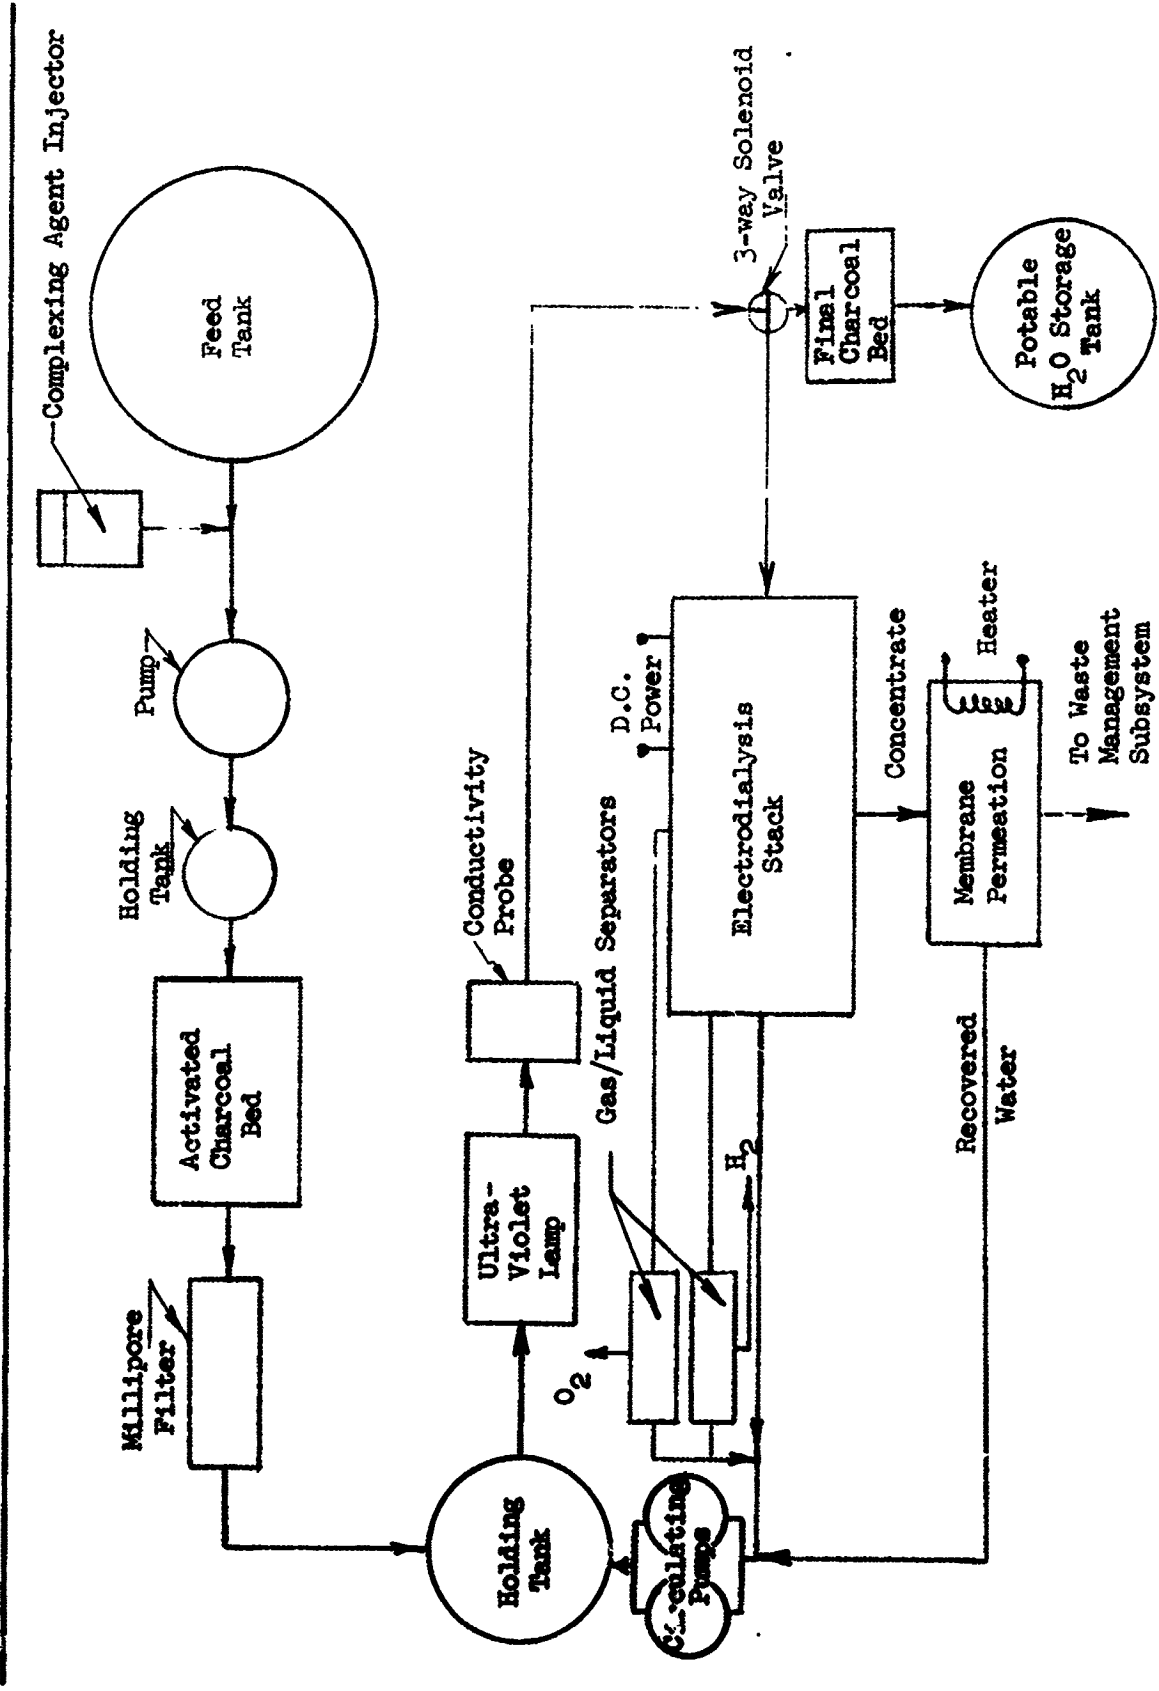 Complexing Agent Injector
Feed
Tank
Pump
Holding
Tank
Activated
Charcoal
Bed
Millipore
Filter
Holding
Tank
Ultra-
Violet
Lamp
Conductivity
Probe
3-way Solenoid
Valve
Final
Charcoal
Bed
Potable
H2O Storage
Tank
D.C.
Power
Electrodialysis
Stack
Gas/Liquid Separators
O2
H2
Circulating
Pumps
Concentrate
Heater
Membrane
Permeation
To Waste
Management
Subsystem
Recovered
Water